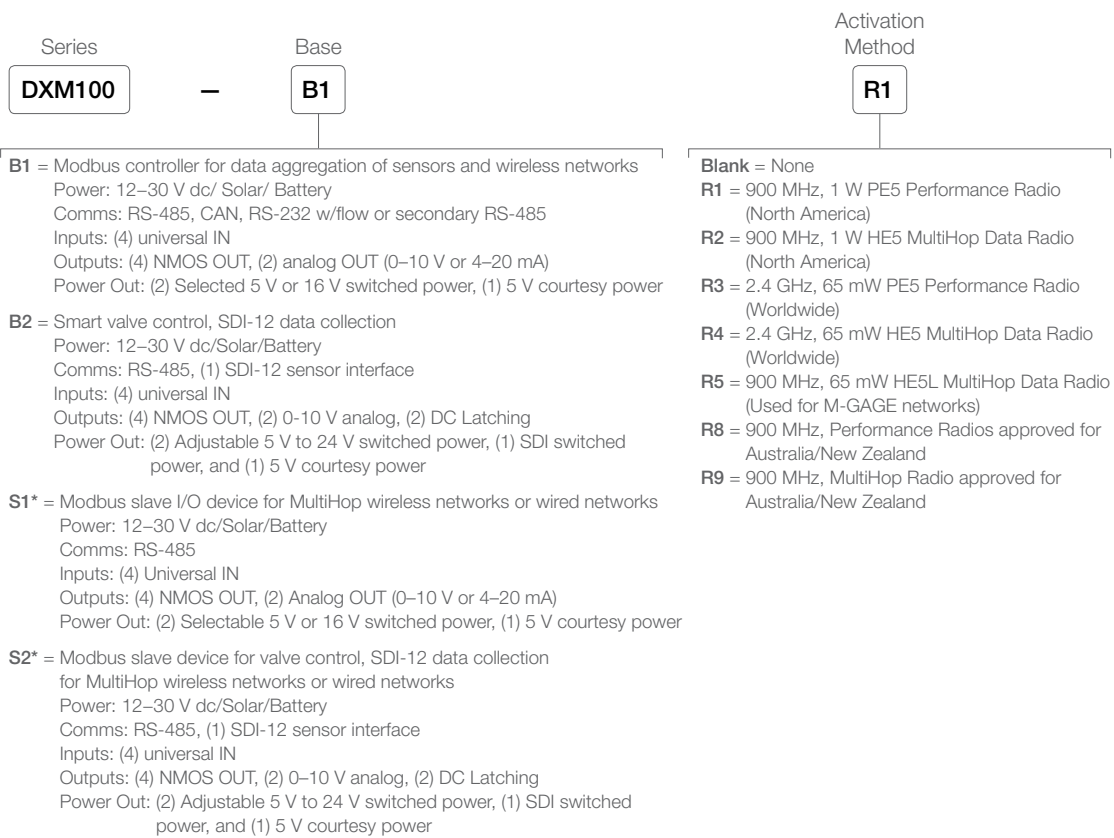 Series
Base
Activation
Method
DXM100
–
B1
R1
B1 = Modbus controller for data aggregation of sensors and wireless networks
Power: 12–30 V dc/ Solar/ Battery
Comms: RS-485, CAN, RS-232 w/flow or secondary RS-485
Inputs: (4) universal IN
Outputs: (4) NMOS OUT, (2) analog OUT (0–10 V or 4–20 mA)
Power Out: (2) Selected 5 V or 16 V switched power, (1) 5 V courtesy power
B2 = Smart valve control, SDI-12 data collection
Power: 12–30 V dc/Solar/Battery
Comms: RS-485, (1) SDI-12 sensor interface
Inputs: (4) universal IN
Outputs: (4) NMOS OUT, (2) 0-10 V analog, (2) DC Latching
Power Out: (2) Adjustable 5 V to 24 V switched power, (1) SDI switched
power, and (1) 5 V courtesy power
S1* = Modbus slave I/O device for MultiHop wireless networks or wired networks
Power: 12–30 V dc/Solar/Battery
Comms: RS-485
Inputs: (4) Universal IN
Outputs: (4) NMOS OUT, (2) Analog OUT (0–10 V or 4–20 mA)
Power Out: (2) Selectable 5 V or 16 V switched power, (1) 5 V courtesy power
S2* = Modbus slave device for valve control, SDI-12 data collection
for MultiHop wireless networks or wired networks
Power: 12–30 V dc/Solar/Battery
Comms: RS-485, (1) SDI-12 sensor interface
Inputs: (4) universal IN
Outputs: (4) NMOS OUT, (2) 0–10 V analog, (2) DC Latching
Power Out: (2) Adjustable 5 V to 24 V switched power, (1) SDI switched
power, and (1) 5 V courtesy power
Blank = None
R1 = 900 MHz, 1 W PE5 Performance Radio
(North America)
R2 = 900 MHz, 1 W HE5 MultiHop Data Radio
(North America)
R3 = 2.4 GHz, 65 mW PE5 Performance Radio
(Worldwide)
R4 = 2.4 GHz, 65 mW HE5 MultiHop Data Radio
(Worldwide)
R5 = 900 MHz, 65 mW HE5L MultiHop Data Radio
(Used for M-GAGE networks)
R8 = 900 MHz, Performance Radios approved for
Australia/New Zealand
R9 = 900 MHz, MultiHop Radio approved for
Australia/New Zealand